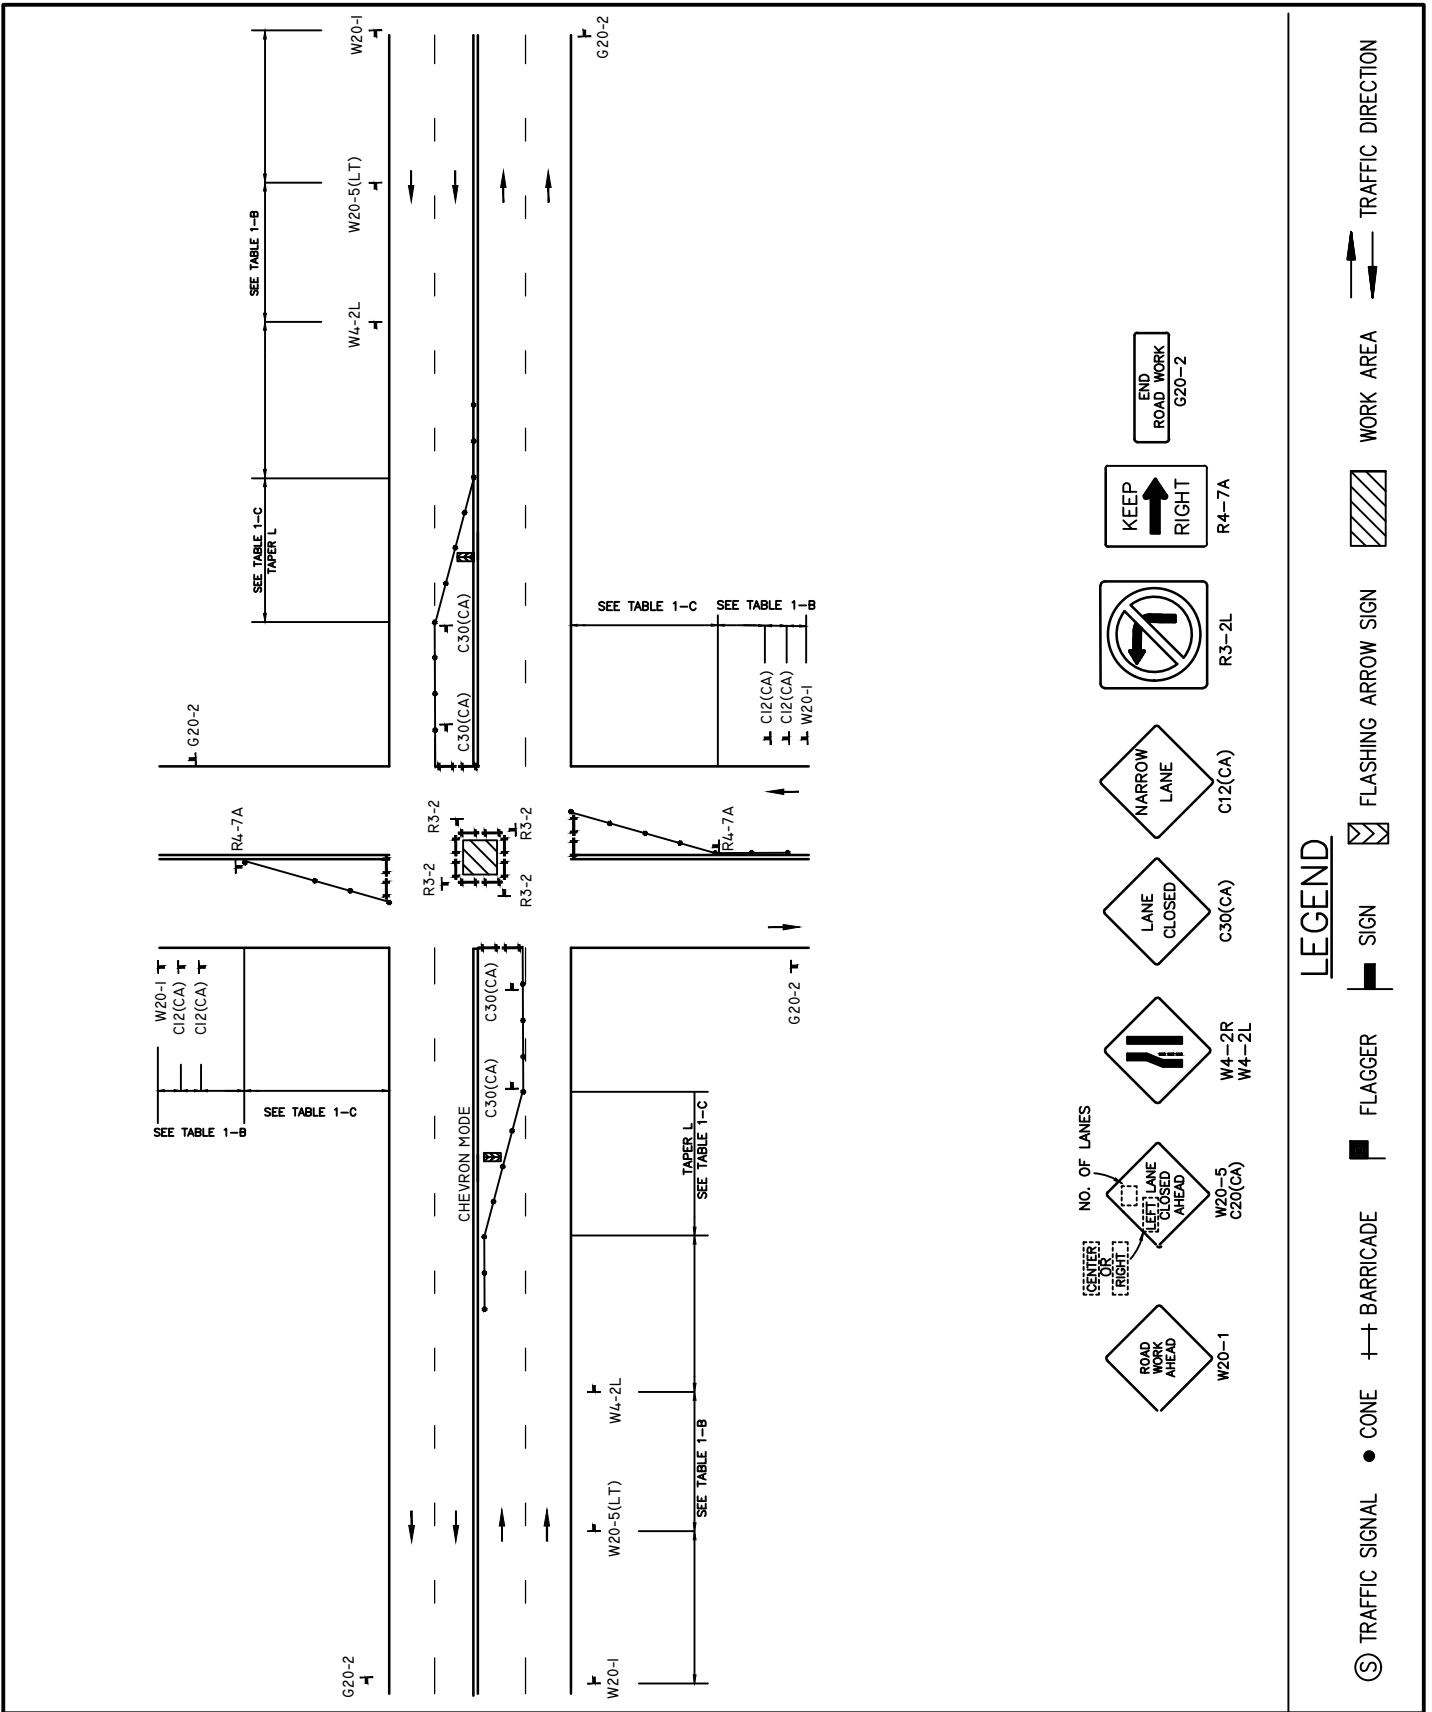 W20-1
G20-2
W20-5(LT)
SEE TABLE 1-B
W4-2L
SEE TABLE 1-C
TAPER L
C30(CA)
C30(CA)
SEE TABLE 1-C
SEE TABLE 1-B
C12(CA)
C12(CA)
W20-1
G20-2
R4-7A
R3-2
R3-2
R4-7A
R3-2
R3-2
W20-1
C12(CA)
C12(CA)
C30(CA)
G20-2
SEE TABLE 1-C
SEE TABLE 1-B
C30(CA)
CHEVRON MODE
TAPER L
SEE TABLE 1-C
W4-2L
SEE TABLE 1-B
W20-5(LT)
G20-2
W20-1
ROAD
WORK
AHEAD
W20-1
NO. OF LANES
CENTER
OR
RIGHT
LEFT LANE
CLOSED
AHEAD
W20-5
C20(CA)
W4-2R
W4-2L
LANE
CLOSED
C30(CA)
NARROW
LANE
C12(CA)
R3-2L
KEEP
RIGHT
R4-7A
END
ROAD WORK
G20-2
LEGEND
S TRAFFIC SIGNAL
CONE
BARRICADE
FLAGGER
SIGN
FLASHING ARROW SIGN
WORK AREA
TRAFFIC DIRECTION